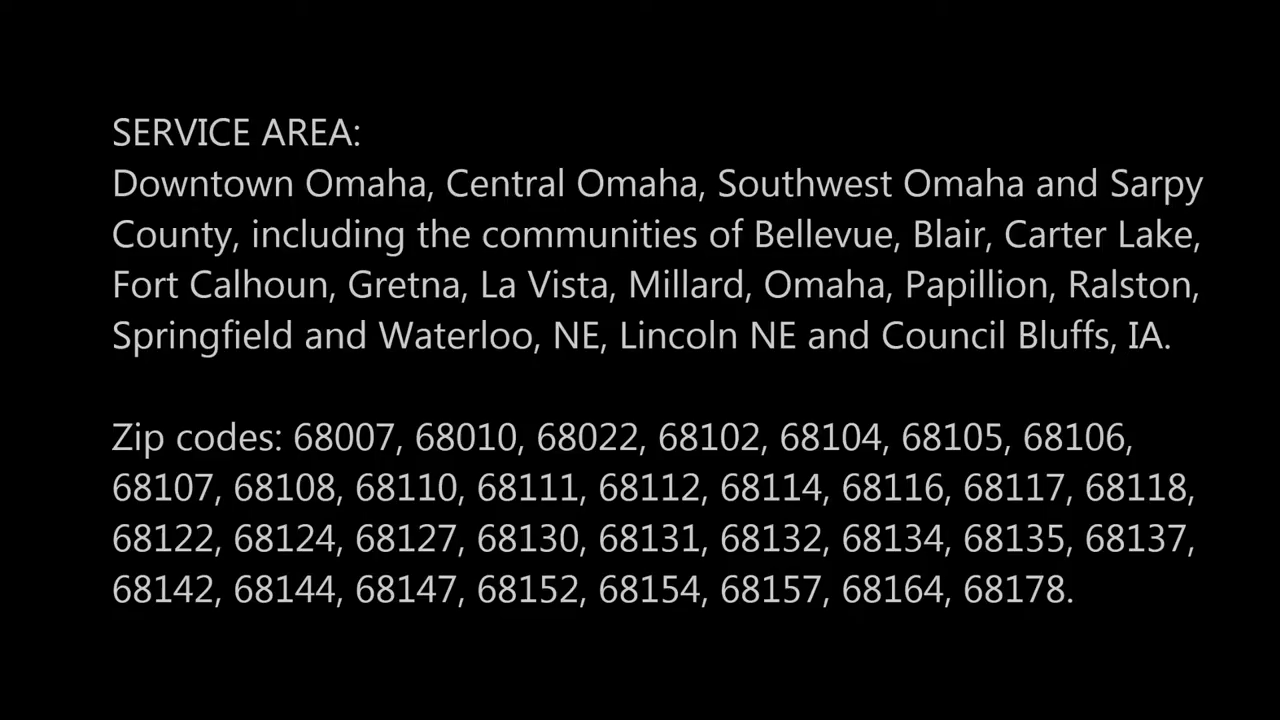 SERVICE AREA:
Downtown Omaha, Central Omaha, Southwest Omaha and Sarpy
County, including the communities of Bellevue, Blair, Carter Lake,
Fort Calhoun, Gretna, La Vista, Millard, Omaha, Papillion, Ralston,
Springfield and Waterloo, NE, Lincoln NE and Council Bluffs, IA.
Zip codes: 68007, 68010, 68022, 68102, 68104, 68105, 68106,
68107, 68108, 68110, 68111, 68112, 68114, 68116, 68117, 68118,
68122, 68124, 68127, 68130, 68131, 68132, 68134, 68135, 68137,
68142, 68144, 68147, 68152, 68154, 68157, 68164, 68178.